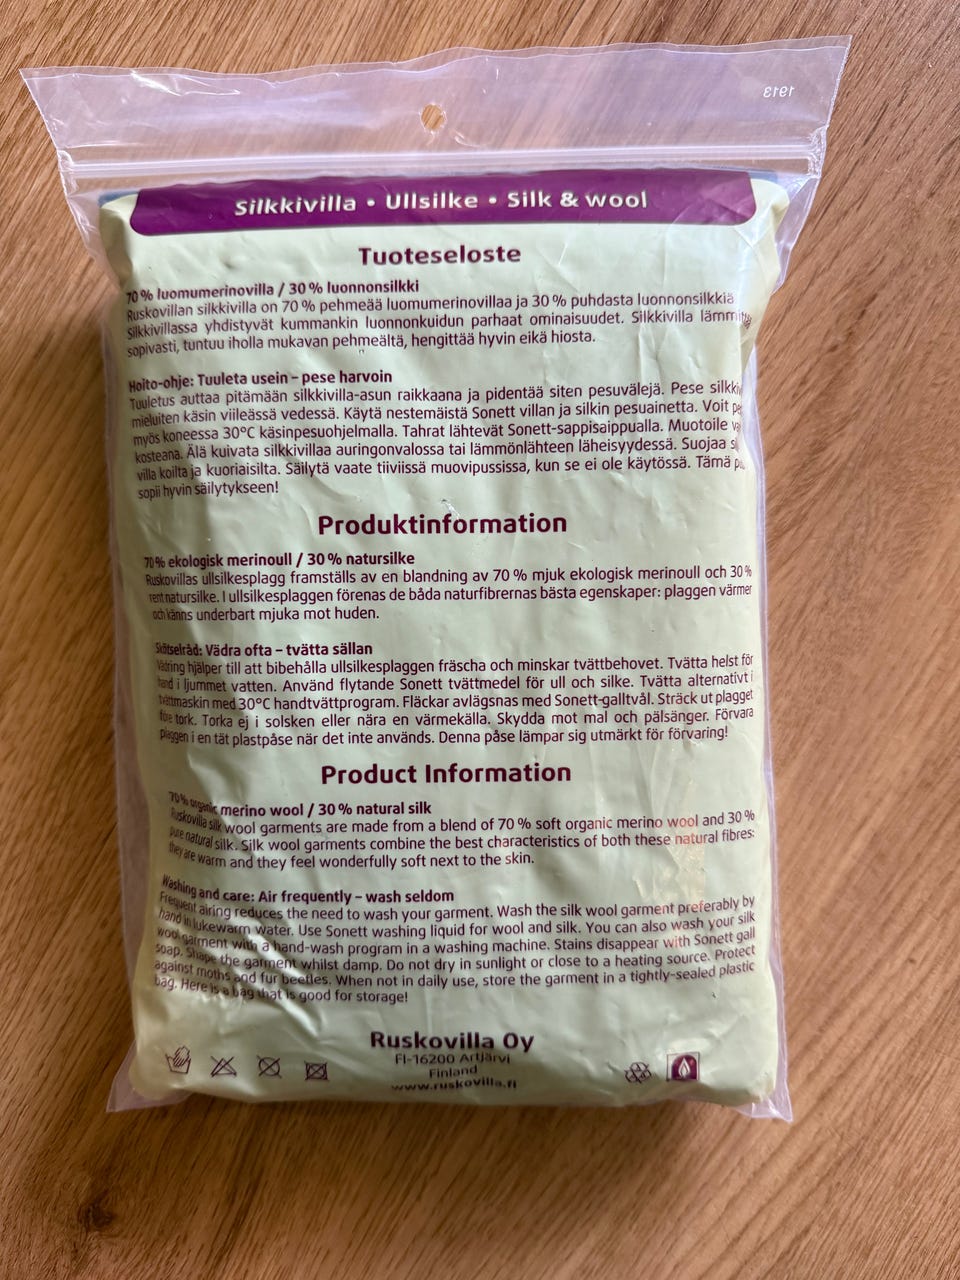 1913
Silkkivilla • Ullsilke • Silk & wool
Tuoteseloste
70 % luomumerinovilla / 30 % luonnonsilkki
Ruskovillan silkkivilla on 70 % pehmeää luomumerinovillaa ja 30 % puhdasta luonnonsilkkiä
Silkkivillassa yhdistyvät kummankin luonnonkuidun parhaat ominaisuudet. Silkkivilla lämmittää
sopivasti, tuntuu iholla mukavan pehmeältä, hengittää hyvin eikä hiosta.
Hoito-ohje: Tuuleta usein – pese harvoin
Tuuletus auttaa pitämään silkkivilla-asun raikkaana ja pidentää siten pesuvälejä. Pese
mieluiten käsin viileässä vedessä. Käytä nestemäistä Sonett villan ja silkin pesuainetta. Voit
myös koneessa 30°C käsinpesuohjelmalla. Tahrat lähtevät Sonett-sappisaippualla. Muotoile
kosteana. Älä kuivata silkkivillaa auringonvalossa tai lämmönlähteen läheisyydessä. Suojaa
villa koilta ja kuoriaisilta. Säilytä vaate tiiviissä muovipussissa, kun se ei ole käytössä. Tämä
sopii hyvin säilytykseen!
Produktinformation
70 % ekologisk merinoull / 30 % natursilke
Ruskovillas ullsilkesplagg framställs av en blandning av 70 % mjuk ekologisk merinoull och 30 %
rent natursilke. I ullsilkesplaggen förenas de båda naturfibrernas bästa egenskaper: plaggen värmer
och känns underbart mjuka mot huden.
Skötselråd: Vädra ofta – tvätta sällan
Vädring hjälper till att bibehålla ullsilkesplaggen fräscha och minskar tvättbehovet. Tvätta helst för
hand i ljummet vatten. Använd flytande Sonett tvättmedel för ull och silke. Tvätta alternativt i
tvättmaskin med 30°C handtvättprogram. Fläckar avlägsnas med Sonett-galltvål. Sträck ut plagget
före tork. Torka ej i solsken eller nära en värmekälla. Skydda mot mal och pälsänger. Förvara
plaggen i en tät plastpåse när det inte används. Denna påse lämpar sig utmärkt för förvaring!
Product Information
70 % organic merino wool / 30 % natural silk
Ruskovilla silk wool garments are made from a blend of 70 % soft organic merino wool and 30 %
pure natural silk. Silk wool garments combine the best characteristics of both these natural fibres:
they are warm and they feel wonderfully soft next to the skin.
Washing and care: Air frequently – wash seldom
Frequent airing reduces the need to wash your garment. Wash the silk wool garment preferably by
hand in lukewarm water. Use Sonett washing liquid for wool and silk. You can also wash your silk
wool garment with a hand-wash program in a washing machine. Stains disappear with Sonett gall
soap. Shape the garment whilst damp. Do not dry in sunlight or close to a heating source. Protect
against moths and fur beetles. When not in daily use, store the garment in a tightly-sealed plastic
bag. Here is a bag that is good for storage!
Ruskovilla Oy
FI-16200 Artjärvi
Finland
www.ruskovilla.fi